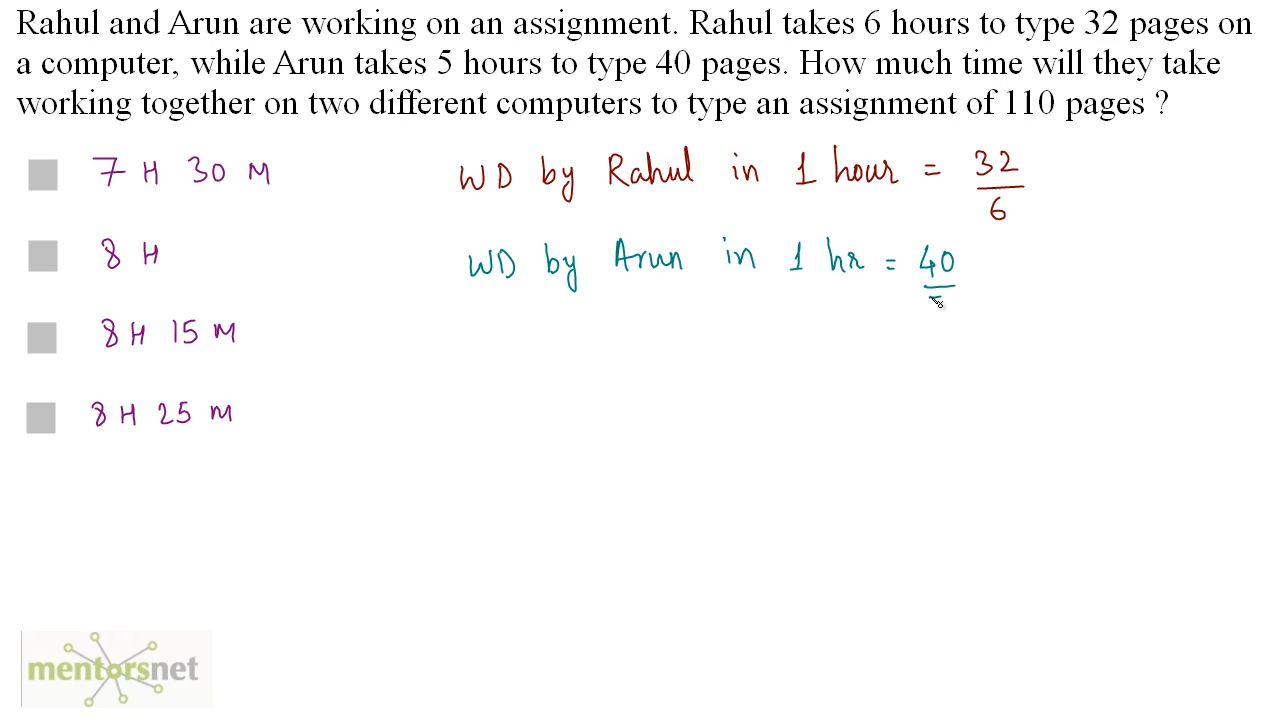 Rahul and Arun are working on an assignment. Rahul takes 6 hours to type 32 pages on
a computer, while Arun takes 5 hours to type 40 pages. How much time will they take
working together on two different computers to type an assignment of 110 pages ?
7 H 30 M
WD by Rahul in 1 hour = 32/6
8 H
WD by Arun in 1 hr = 40/
8 H 15 M
8 H 25 M
mentorsnet